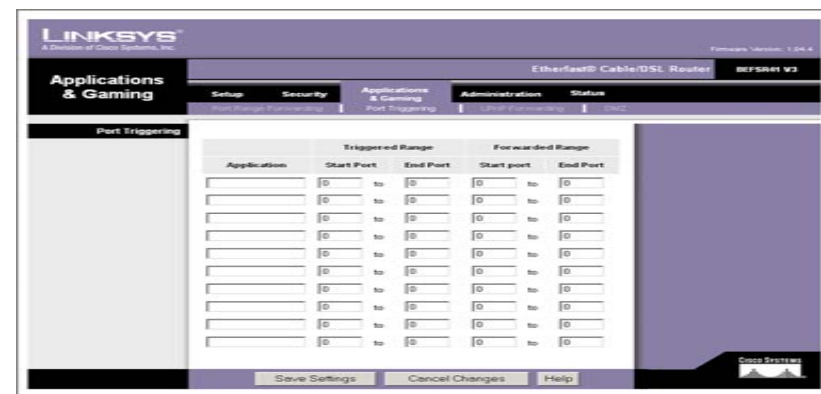 LINKSYS®
A Division of Cisco Systems, Inc.
Firmware Version: 1.04.4
Etherfast® Cable/DSL Router
BEFSR41 V3
Applications & Gaming
Setup Security Applications & Gaming Administration Status
Port Range Forwarding | Port Triggering | UPnP Forwarding | DMZ
Port Triggering
Triggered Range Forwarded Range
Application Start Port End Port Start port End Port
0 to 0 0 to 0
0 to 0 0 to 0
0 to 0 0 to 0
0 to 0 0 to 0
0 to 0 0 to 0
0 to 0 0 to 0
0 to 0 0 to 0
0 to 0 0 to 0
0 to 0 0 to 0
0 to 0 0 to 0
Save Settings Cancel Changes Help
CISCO SYSTEMS